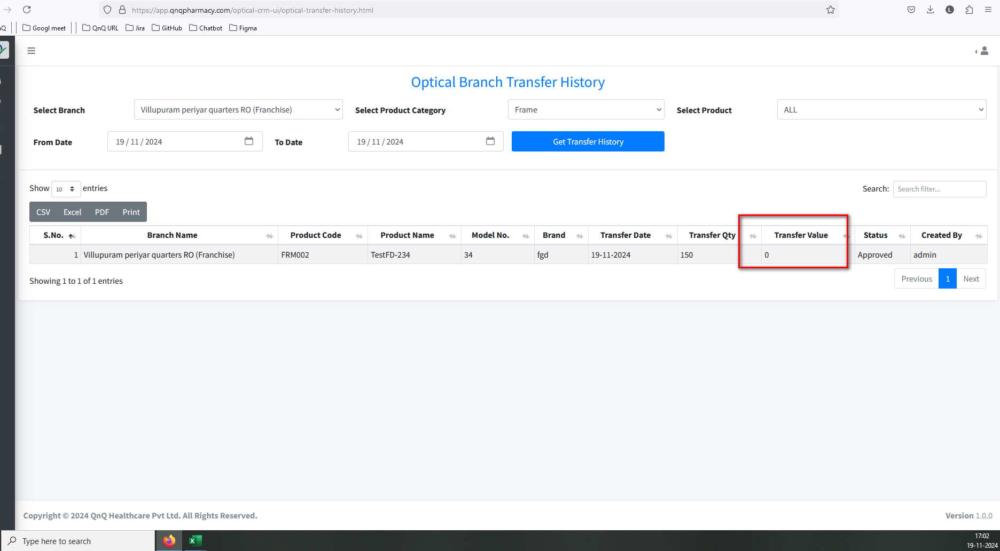 https://app.qnqpharmacy.com/optical-crm-ui/optical-transfer-history.html
L
Googl meet
QnQ URL
Jira
GitHub
Chatbot
Figma
Optical Branch Transfer History
Select Branch Villupuram periyar quarters RO (Franchise) Select Product Category Frame Select Product ALL
From Date 19 / 11 / 2024 To Date 19 / 11 / 2024 Get Transfer History
Show 10 entries Search: Search filter...
CSV Excel PDF Print
S.No. Branch Name Product Code Product Name Model No. Brand Transfer Date Transfer Qty Transfer Value Status Created By
1 Villupuram periyar quarters RO (Franchise) FRM002 TestFD-234 34 fgd 19-11-2024 150 0 Approved admin
Showing 1 to 1 of 1 entries Previous 1 Next
Copyright © 2024 QnQ Healthcare Pvt Ltd. All Rights Reserved. Version 1.0.0
Type here to search
17:02
19-11-2024